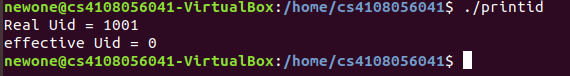 newone@cs4108056041-VirtualBox:/home/cs4108056041$ ./printid
Real Uid = 1001
effective Uid = 0
newone@cs4108056041-VirtualBox:/home/cs4108056041$